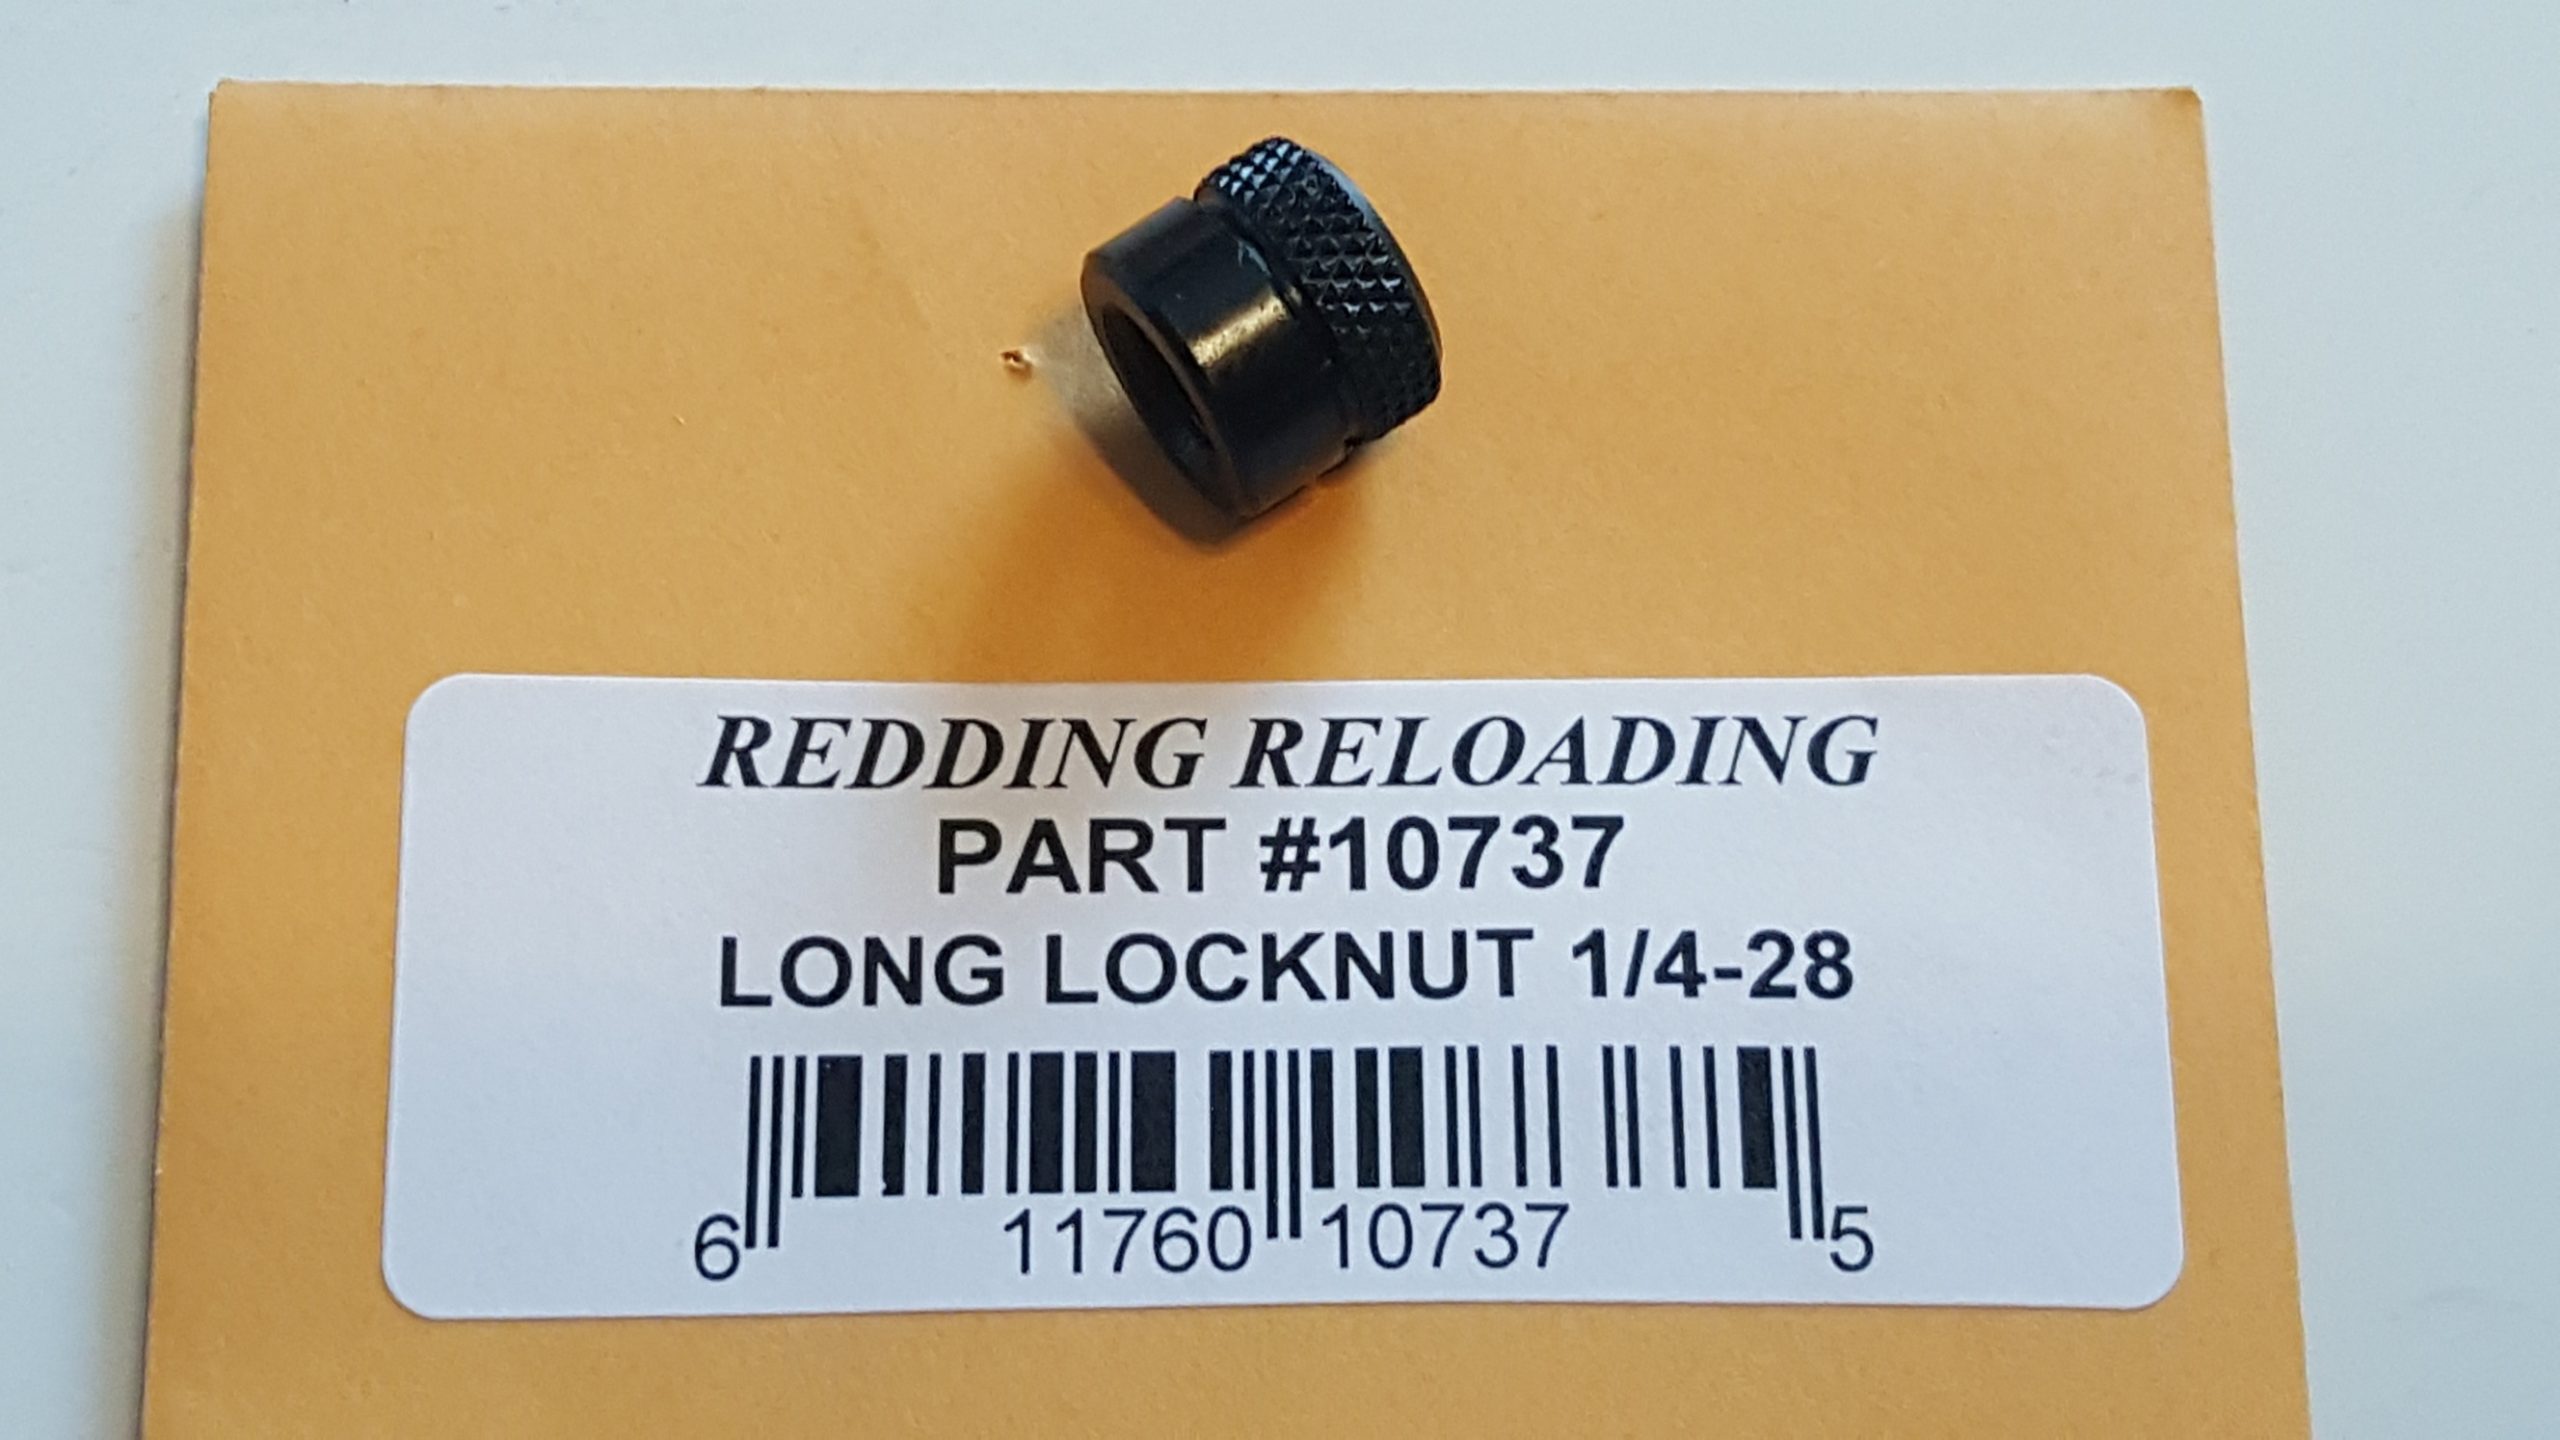 REDDING RELOADING
PART #10737
LONG LOCKNUT 1/4-28
6 11760 10737 5